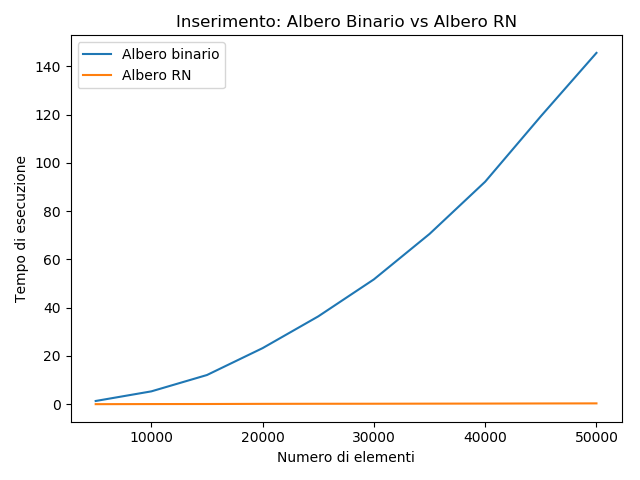 Inserimento: Albero Binario vs Albero RN
Albero binario
Albero RN
Tempo di esecuzione
140
120
100
80
60
40
20
0
10000 20000 30000 40000 50000
Numero di elementi